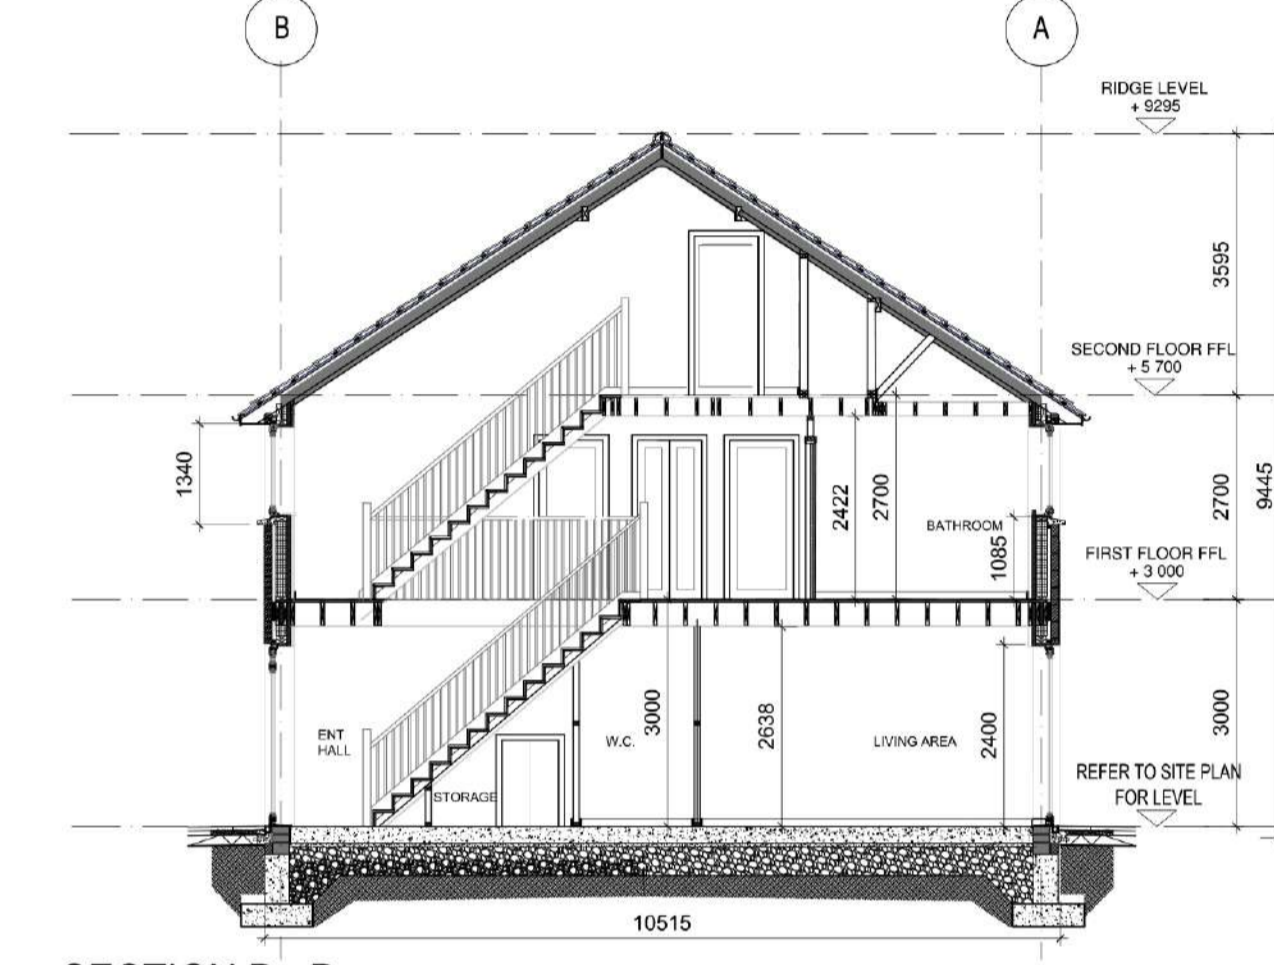 B
A
RIDGE LEVEL
+ 9295
3595
SECOND FLOOR FFL
+ 5 700
1340
2422
2700
BATHROOM
1085
2700
9445
FIRST FLOOR FFL
+ 3 000
ENT
HALL
STORAGE
W.C.
3000
2638
LIVING AREA
2400
3000
REFER TO SITE PLAN
FOR LEVEL
10515